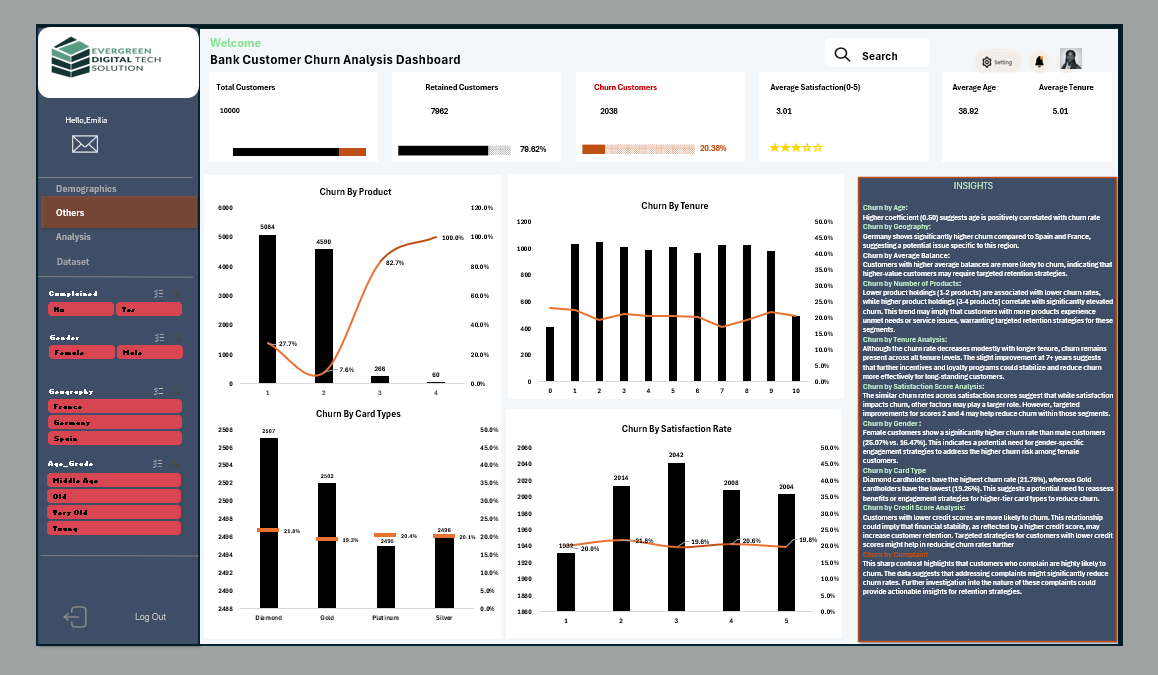 EVERGREEN
DIGITAL TECH
SOLUTION
Hello,Emilia
Demographics
Others
Analysis
Dataset
Complained
No
Yes
Gender
Female
Male
Geography
France
Germany
Spain
Age_Grade
Middle Age
Old
Very Old
Young
Log Out
Welcome
Bank Customer Churn Analysis Dashboard
Search
Setting
Total Customers
10000
Retained Customers
7962
79.62%
Churn Customers
2038
20.38%
Average Satisfaction(0-5)
3.01
Average Age
38.92
Average Tenure
5.01
Churn By Product
6000
5000
4000
3000
2000
1000
0
120.0%
100.0%
80.0%
60.0%
40.0%
20.0%
0.0%
5084
4590
266
60
27.7%
7.6%
82.7%
100.0%
1 2 3 4
Churn By Tenure
1200
1000
800
600
400
200
0
50.0%
45.0%
40.0%
35.0%
30.0%
25.0%
20.0%
15.0%
10.0%
5.0%
0.0%
0 1 2 3 4 5 6 7 8 9 10
Churn By Card Types
2508
2506
2504
2502
2500
2498
2496
2494
2492
2490
2488
50.0%
45.0%
40.0%
35.0%
30.0%
25.0%
20.0%
15.0%
10.0%
5.0%
0.0%
2507
2502
2495
2496
21.8%
19.3%
20.4%
20.1%
Diamond Gold Platinum Silver
Churn By Satisfaction Rate
2060
2040
2020
2000
1980
1960
1940
1920
1900
1880
1860
50.0%
45.0%
40.0%
35.0%
30.0%
25.0%
20.0%
15.0%
10.0%
5.0%
0.0%
1932
2014
2042
2008
2004
20.0%
21.8%
19.6%
20.6%
19.8%
1 2 3 4 5
INSIGHTS
Churn by Age:
Higher coefficient (0.50) suggests age is positively correlated with churn rate
Churn by Geography:
Germany shows significantly higher churn compared to Spain and France,
suggesting a potential issue specific to this region.
Churn by Average Balance:
Customers with higher average balances are more likely to churn, indicating that
higher-value customers may require targeted retention strategies.
Churn by Number of Products:
Lower product holdings (1-2 products) are associated with lower churn rates,
while higher product holdings (3-4 products) correlate with significantly elevated
churn. This trend may imply that customers with more products experience
unmet needs or service issues, warranting targeted retention strategies for these
segments.
Churn by Tenure Analysis:
Although the churn rate decreases modestly with longer tenure, churn remains
present across all tenure levels. The slight improvement at 7+ years suggests
that further incentives and loyalty programs could stabilize and reduce churn
more effectively for long-standing customers.
Churn by Satisfaction Score Analysis:
The similar churn rates across satisfaction scores suggest that while satisfaction
impacts churn, other factors may play a larger role. However, targeted
improvements for scores 2 and 4 may help reduce churn within those segments.
Churn by Gender :
Female customers show a significantly higher churn rate than male customers
(25.07% vs. 16.47%). This indicates a potential need for gender-specific
engagement strategies to address the higher churn risk among female
customers.
Churn by Card Type
Diamond cardholders have the highest churn rate (21.78%), whereas Gold
cardholders have the lowest (19.26%). This suggests a potential need to reassess
benefits or engagement strategies for higher-tier card types to reduce churn.
Churn by Credit Score Analysis:
Customers with lower credit scores are more likely to churn. This relationship
could imply that financial stability, as reflected by a higher credit score, may
increase customer retention. Targeted strategies for customers with lower credit
scores might help in reducing churn rates further
Churn by Complaint
This sharp contrast highlights that customers who complain are highly likely to
churn. The data suggests that addressing complaints might significantly reduce
churn rates. Further investigation into the nature of these complaints could
provide actionable insights for retention strategies.